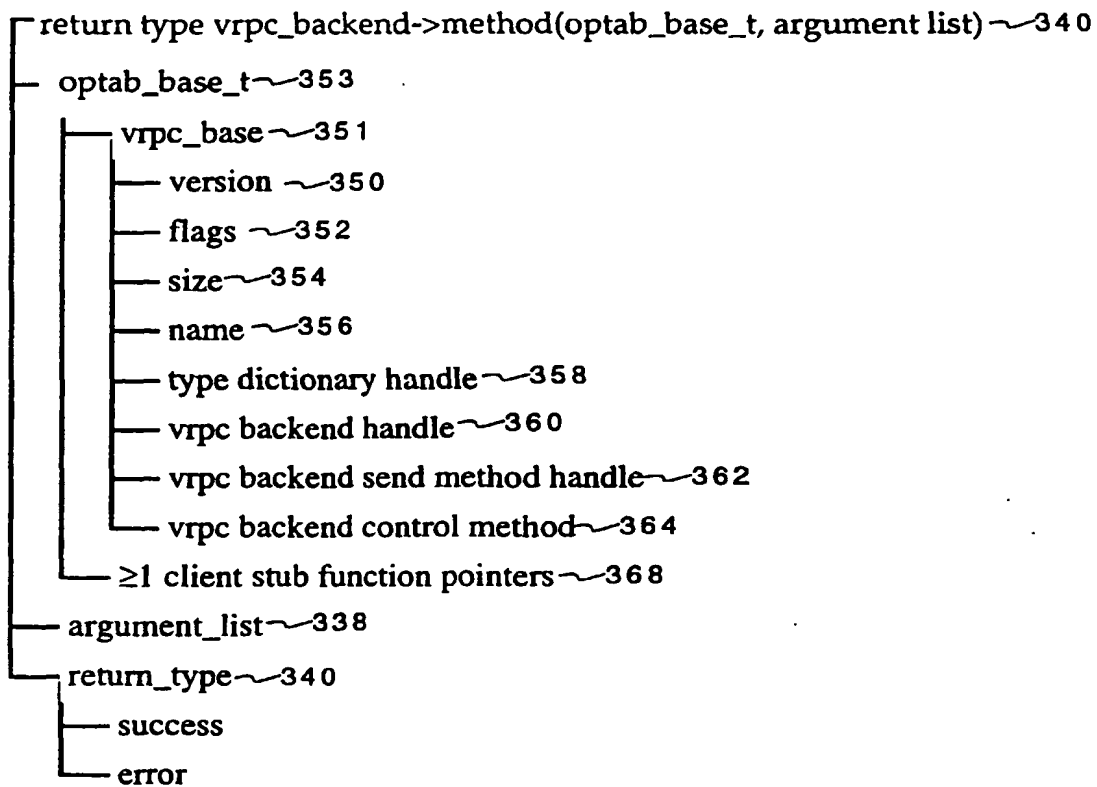 return type vrpc_backend->method(optab_base_t, argument list) 340
optab_base_t 353
vrpc_base 351
version 350
flags 352
size 354
name 356
type dictionary handle 358
vrpc backend handle 360
vrpc backend send method handle 362
vrpc backend control method 364
≥1 client stub function pointers 368
argument_list 338
return_type 340
success
error